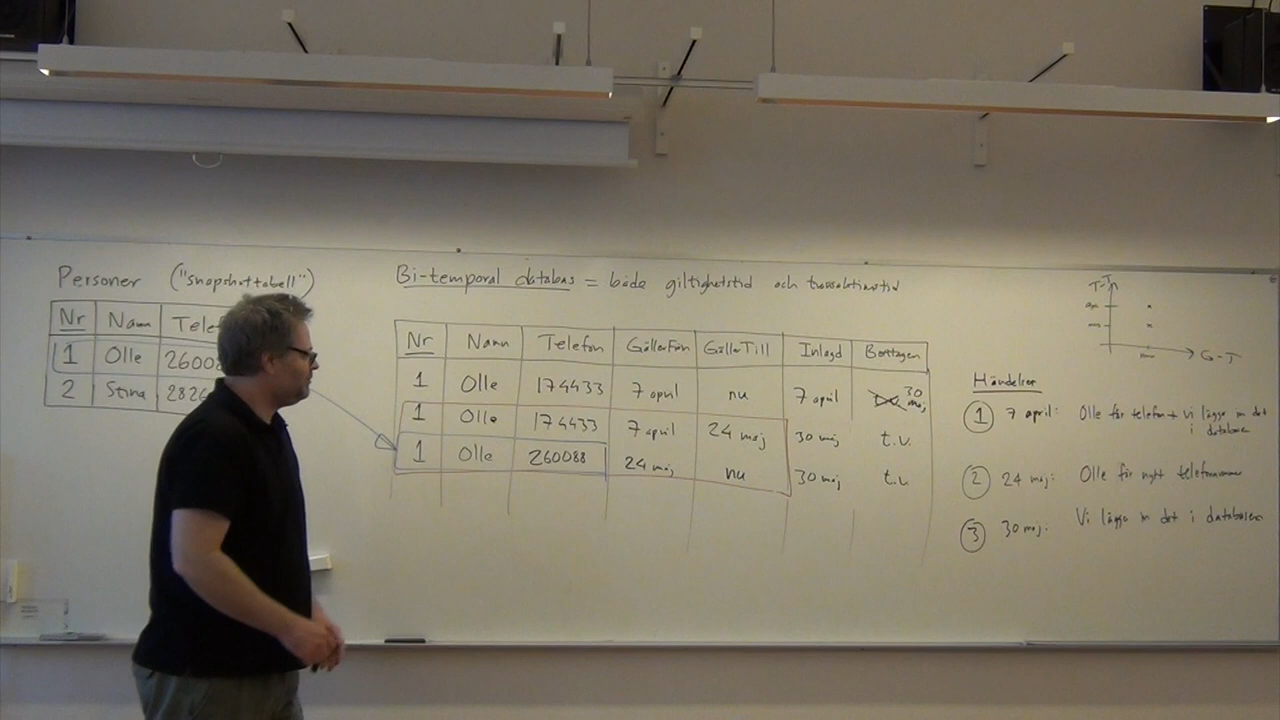 Personer ("snapshottabell")
Nr Namn Tele
1 Olle 26008
2 Stina 2826
Bi-temporal databas = både giltighetstid och transaktionstid
Nr Namn Telefon GällerFrån GällerTill Inlagd Borttagen
1 Olle 174433 7 april nu 7 april 30 maj
1 Olle 174433 7 april 24 maj 30 maj t.v.
1 Olle 260088 24 maj nu 30 maj t.v.
T-T
G-T
Händelser
1 7 april: Olle får telefon + vi lägger in det
i databasen
2 24 maj: Olle får nytt telefonnummer
3 30 maj: Vi lägger in det i databasen